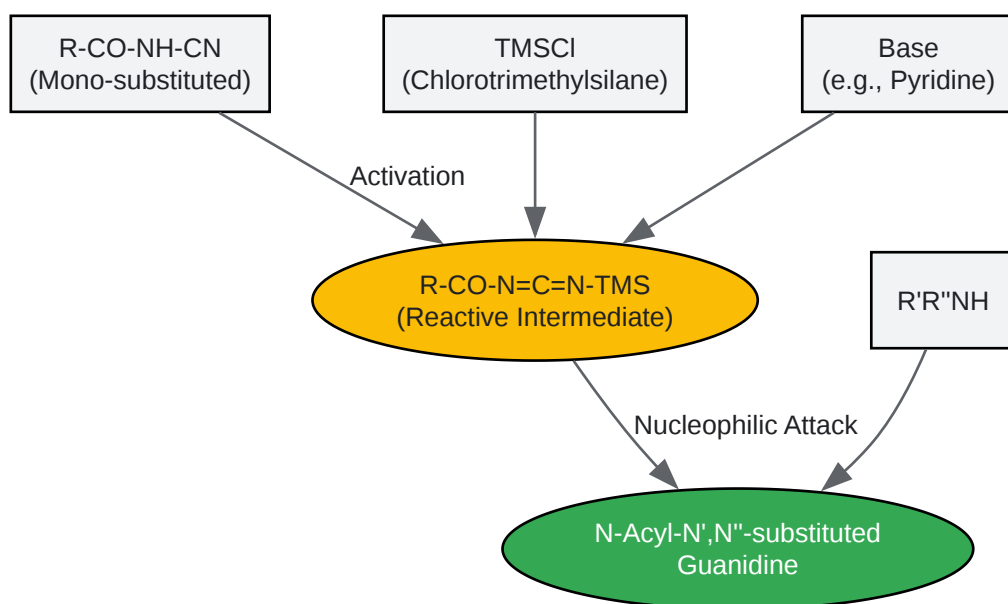 R-CO-NH-CN
(Mono-substituted)
TMSCl
(Chlorotrimethylsilane)
Base
(e.g., Pyridine)
Activation
R-CO-N=C=N-TMS
(Reactive Intermediate)
R'R"NH
Nucleophilic Attack
N-Acyl-N',N"-substituted
Guanidine